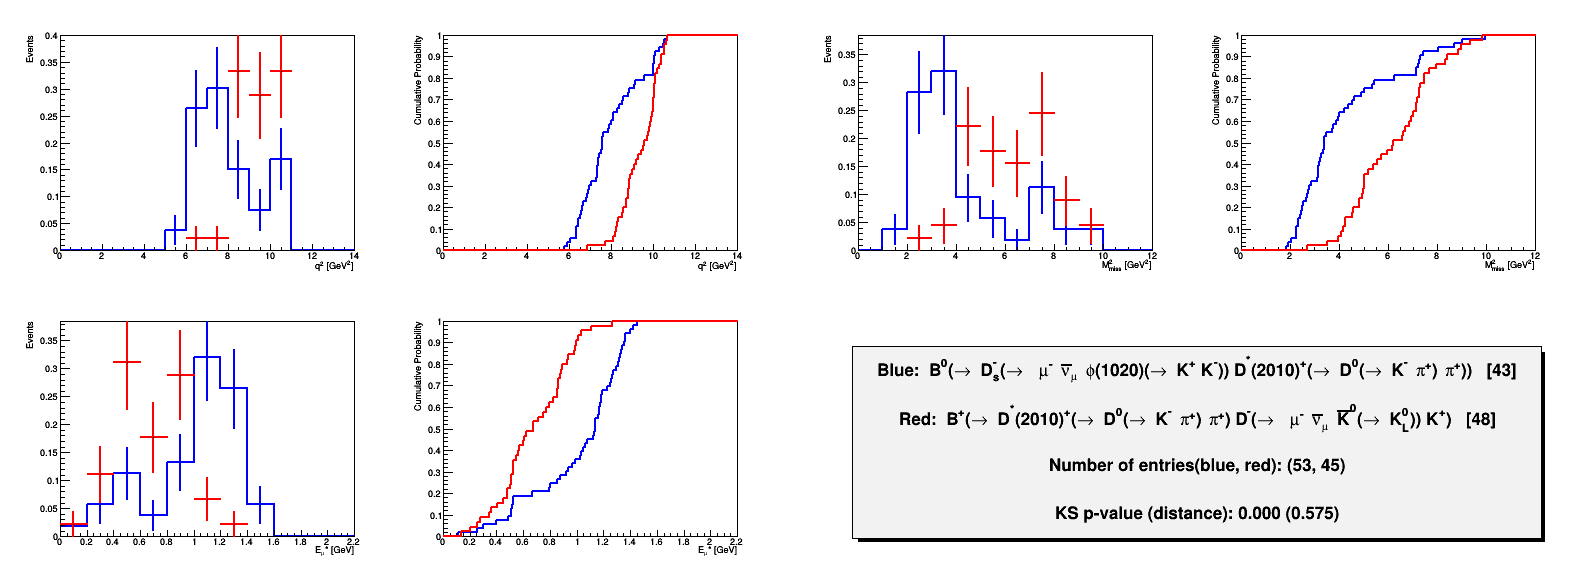 Events
0.4
0.35
0.3
0.25
0.2
0.15
0.1
0.05
0
0 2 4 6 8 10 12 14
q² [GeV²]
Cumulative Probability
1
0.9
0.8
0.7
0.6
0.5
0.4
0.3
0.2
0.1
0
0 2 4 6 8 10 12 14
q² [GeV²]
Events
0.35
0.3
0.25
0.2
0.15
0.1
0.05
0
0 2 4 6 8 10 12
M²miss [GeV²]
Cumulative Probability
1
0.9
0.8
0.7
0.6
0.5
0.4
0.3
0.2
0.1
0
0 2 4 6 8 10 12
M²miss [GeV²]
Events
0.35
0.3
0.25
0.2
0.15
0.1
0.05
0
0 0.2 0.4 0.6 0.8 1 1.2 1.4 1.6 1.8 2 2.2
Eμ* [GeV]
Cumulative Probability
1
0.9
0.8
0.7
0.6
0.5
0.4
0.3
0.2
0.1
0
0 0.2 0.4 0.6 0.8 1 1.2 1.4 1.6 1.8 2 2.2
Eμ* [GeV]
Blue: B⁰(→ Dₛ⁻(→ μ⁻ ν̅μ ϕ(1020)(→ K⁺ K⁻)) D*(2010)⁺(→ D⁰(→ K⁻ π⁺) π⁺)) [43]
Red: B⁺(→ D*(2010)⁺(→ D⁰(→ K⁻ π⁺) π⁺) D⁻(→ μ⁻ ν̅μ K̅⁰(→ K⁰L)) K⁺) [48]
Number of entries(blue, red): (53, 45)
KS p-value (distance): 0.000 (0.575)